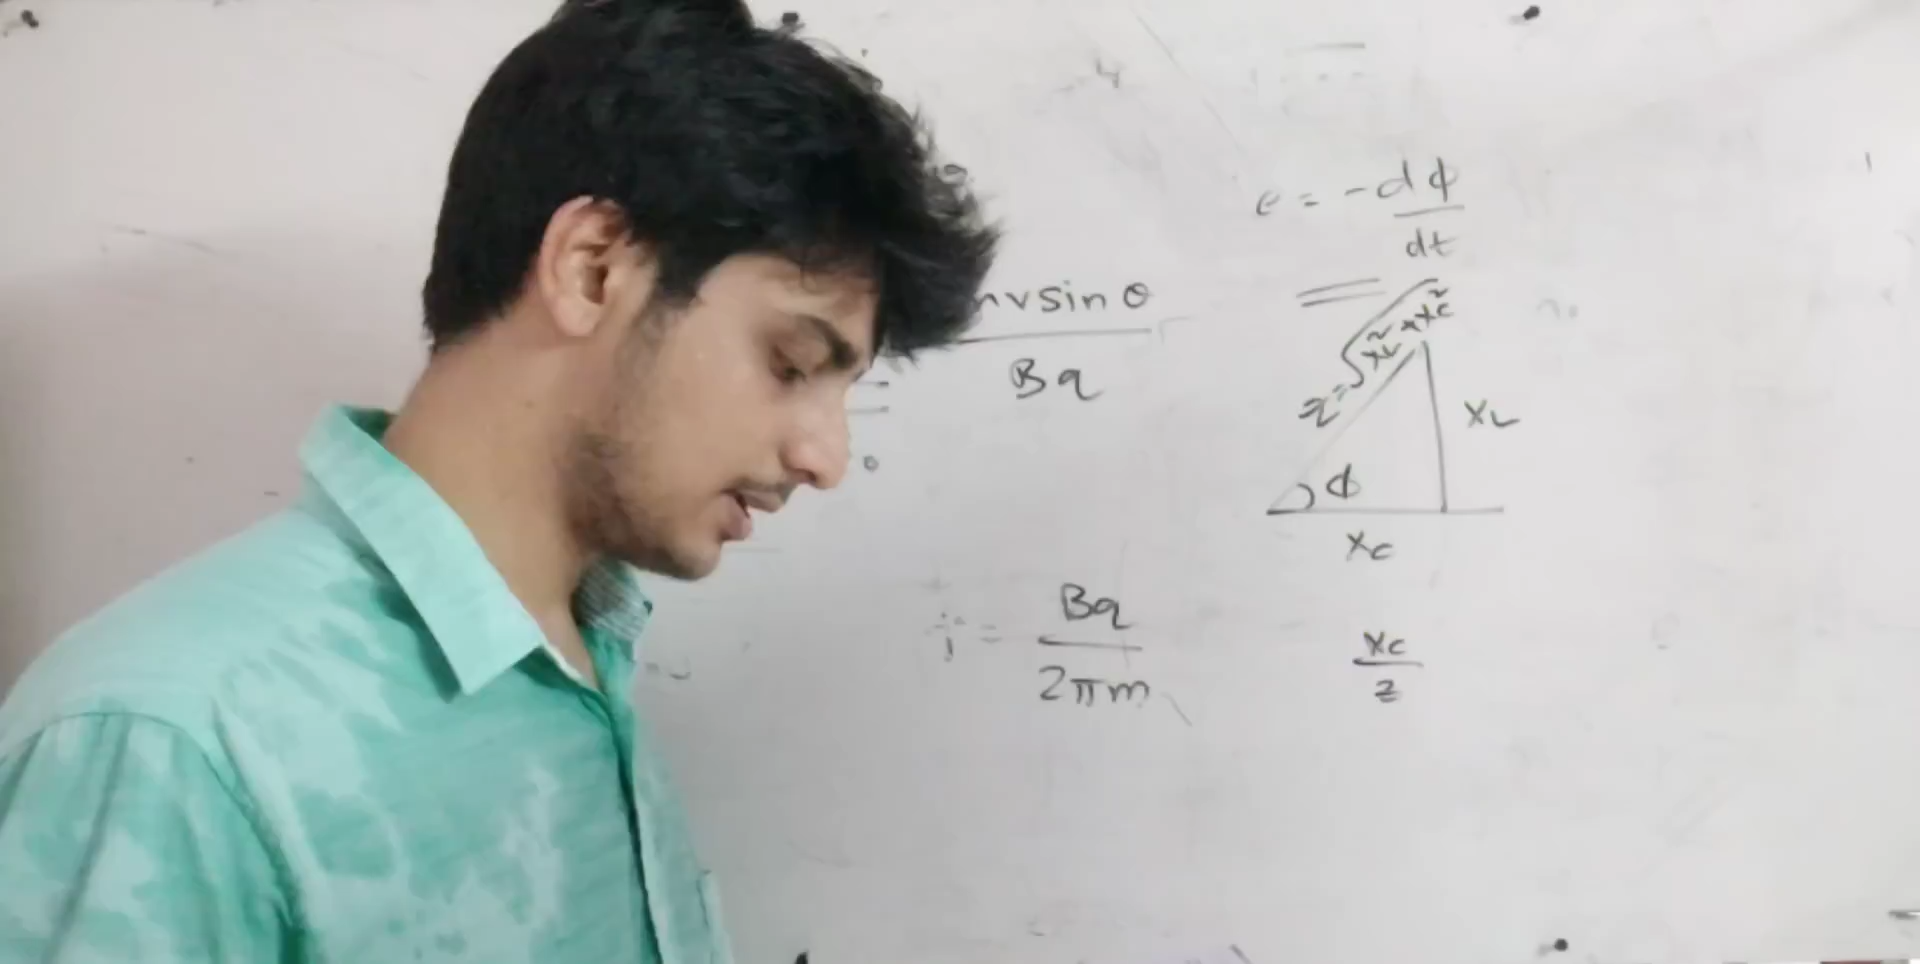 e = -dφ
dt
mv sin θ
Bq
z = √XL² + Xc²
XL
φ
Xc
f = Bq
2πm
Xc
z